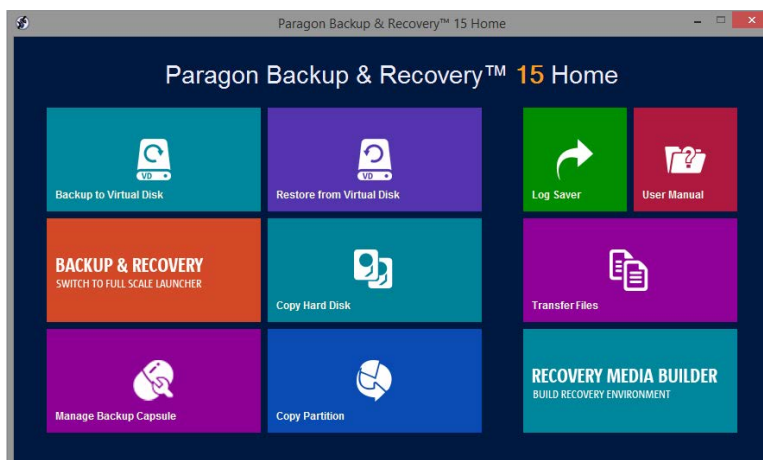 Paragon Backup & Recovery™ 15 Home
Paragon Backup & Recovery™ 15 Home
VD
Backup to Virtual Disk
VD
Restore from Virtual Disk
Log Saver
?
User Manual
BACKUP & RECOVERY
SWITCH TO FULL SCALE LAUNCHER
Copy Hard Disk
Transfer Files
Manage Backup Capsule
Copy Partition
RECOVERY MEDIA BUILDER
BUILD RECOVERY ENVIRONMENT